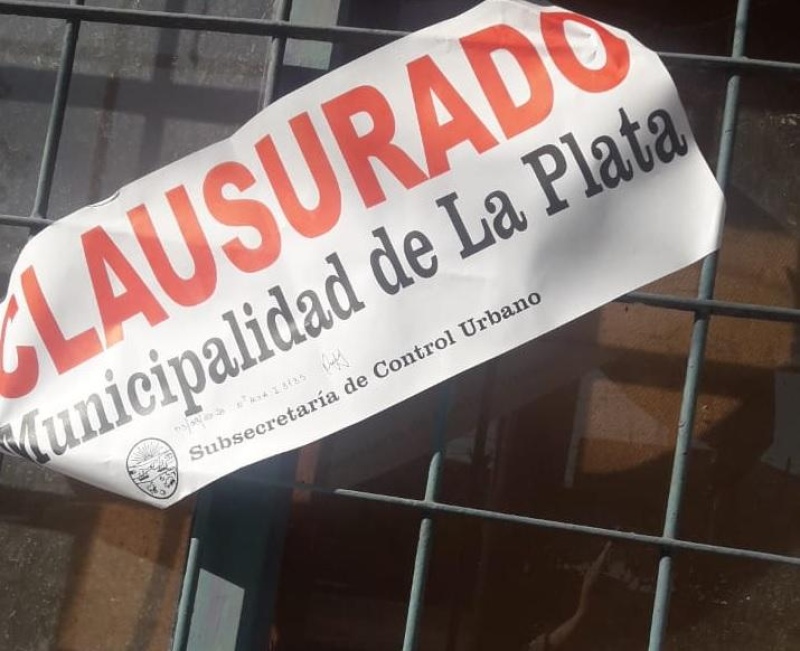 CLAUSURADO
Municipalidad de La Plata
Subsecretaría de Control Urbano